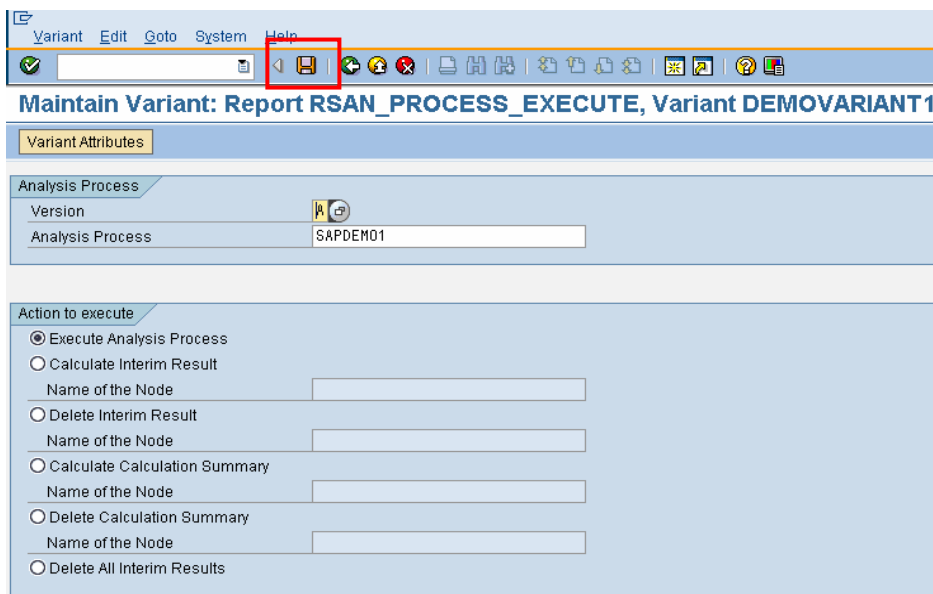 Variant Edit Goto System Help
Maintain Variant: Report RSAN_PROCESS_EXECUTE, Variant DEMOVARIANT1
Variant Attributes
Analysis Process
Version A
Analysis Process SAPDEMO1
Action to execute
Execute Analysis Process
Calculate Interim Result
Name of the Node
Delete Interim Result
Name of the Node
Calculate Calculation Summary
Name of the Node
Delete Calculation Summary
Name of the Node
Delete All Interim Results